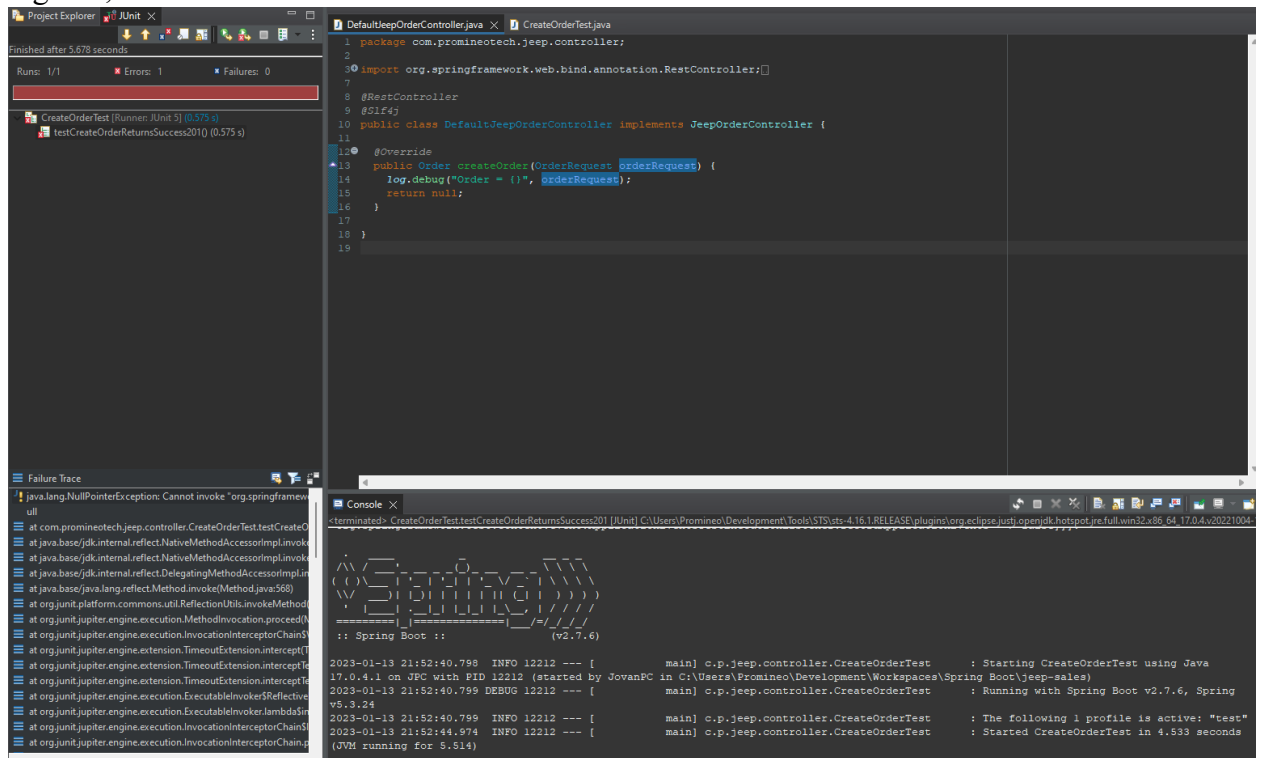 Project Explorer JUnit
Finished after 5.678 seconds
Runs: 1/1 Errors: 1 Failures: 0
CreateOrderTest [Runner: JUnit 5] (0.575 s)
testCreateOrderReturnsSuccess201() (0.575 s)
Failure Trace
java.lang.NullPointerException: Cannot invoke "org.springframew
ull
at com.promineotech.jeep.controller.CreateOrderTest.testCreateO
at java.base/jdk.internal.reflect.NativeMethodAccessorImpl.invoke
at java.base/jdk.internal.reflect.NativeMethodAccessorImpl.invoke
at java.base/jdk.internal.reflect.DelegatingMethodAccessorImpl.in
at java.base/java.lang.reflect.Method.invoke(Method.java:568)
at org.junit.platform.commons.util.ReflectionUtils.invokeMethod(
at org.junit.jupiter.engine.execution.MethodInvocation.proceed(M
at org.junit.jupiter.engine.execution.InvocationInterceptorChain$V
at org.junit.jupiter.engine.extension.TimeoutExtension.intercept(T
at org.junit.jupiter.engine.extension.TimeoutExtension.interceptTe
at org.junit.jupiter.engine.extension.TimeoutExtension.interceptTe
at org.junit.jupiter.engine.execution.ExecutableInvoker$Reflective
at org.junit.jupiter.engine.execution.ExecutableInvoker.lambda$in
at org.junit.jupiter.engine.execution.InvocationInterceptorChain$I
at org.junit.jupiter.engine.execution.InvocationInterceptorChain.p
DefaultJeepOrderController.java CreateOrderTest.java
1 package com.promineotech.jeep.controller;
2
3 import org.springframework.web.bind.annotation.RestController;
7
8 @RestController
9 @Slf4j
10 public class DefaultJeepOrderController implements JeepOrderController {
11
12 @Override
13 public Order createOrder(OrderRequest orderRequest) {
14 log.debug("Order = {}", orderRequest);
15 return null;
16 }
17
18 }
19
Console
<terminated> CreateOrderTest.testCreateOrderReturnsSuccess201 [JUnit] C:\Users\Promineo\Development\Tools\STS\sts-4.16.1.RELEASE\plugins\org.eclipse.justj.openjdk.hotspot.jre.full.win32.x86_64_17.0.4.v20221004-
Spring
:: Spring Boot :: (v2.7.6)
2023-01-13 21:52:40.798 INFO 12212 --- [ main] c.p.jeep.controller.CreateOrderTest : Starting CreateOrderTest using Java
17.0.4.1 on JPC with PID 12212 (started by JovanPC in C:\Users\Promineo\Development\Workspaces\Spring Boot\jeep-sales)
2023-01-13 21:52:40.799 DEBUG 12212 --- [ main] c.p.jeep.controller.CreateOrderTest : Running with Spring Boot v2.7.6, Spring
v5.3.24
2023-01-13 21:52:40.799 INFO 12212 --- [ main] c.p.jeep.controller.CreateOrderTest : The following 1 profile is active: "test"
2023-01-13 21:52:44.974 INFO 12212 --- [ main] c.p.jeep.controller.CreateOrderTest : Started CreateOrderTest in 4.533 seconds
(JVM running for 5.514)